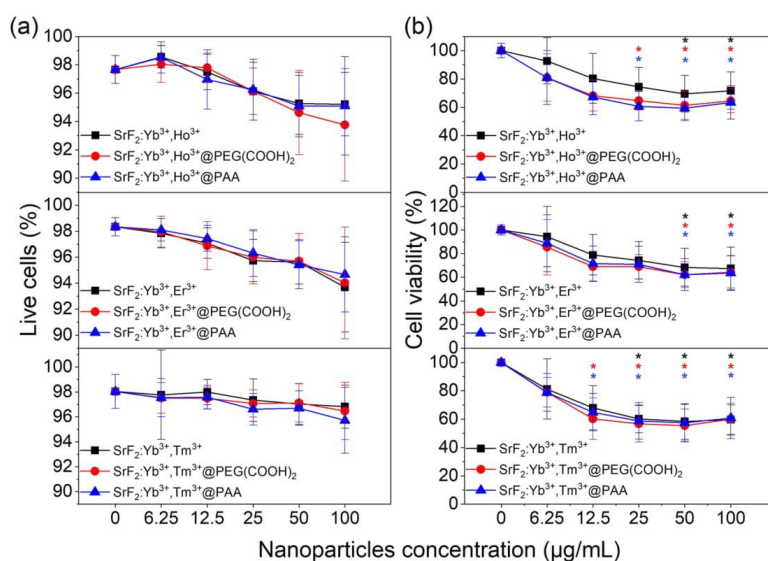 (a)
Live cells (%)
98
96
94
92
90
SrF₂:Yb³⁺,Ho³⁺
SrF₂:Yb³⁺,Ho³⁺@PEG(COOH)₂
SrF₂:Yb³⁺,Ho³⁺@PAA
98
96
94
92
90
SrF₂:Yb³⁺,Er³⁺
SrF₂:Yb³⁺,Er³⁺@PEG(COOH)₂
SrF₂:Yb³⁺,Er³⁺@PAA
98
96
94
92
90
SrF₂:Yb³⁺,Tm³⁺
SrF₂:Yb³⁺,Tm³⁺@PEG(COOH)₂
SrF₂:Yb³⁺,Tm³⁺@PAA
0 6.25 12.5 25 50 100
(b)
Cell viability (%)
* *
* * *
* * *
100
80
60
40
20
0
SrF₂:Yb³⁺,Ho³⁺
SrF₂:Yb³⁺,Ho³⁺@PEG(COOH)₂
SrF₂:Yb³⁺,Ho³⁺@PAA
* *
* *
* *
100
80
60
40
20
0
SrF₂:Yb³⁺,Er³⁺
SrF₂:Yb³⁺,Er³⁺@PEG(COOH)₂
SrF₂:Yb³⁺,Er³⁺@PAA
* * *
* * * *
* * * *
100
80
60
40
20
0
SrF₂:Yb³⁺,Tm³⁺
SrF₂:Yb³⁺,Tm³⁺@PEG(COOH)₂
SrF₂:Yb³⁺,Tm³⁺@PAA
0 6.25 12.5 25 50 100
Nanoparticles concentration (µg/mL)